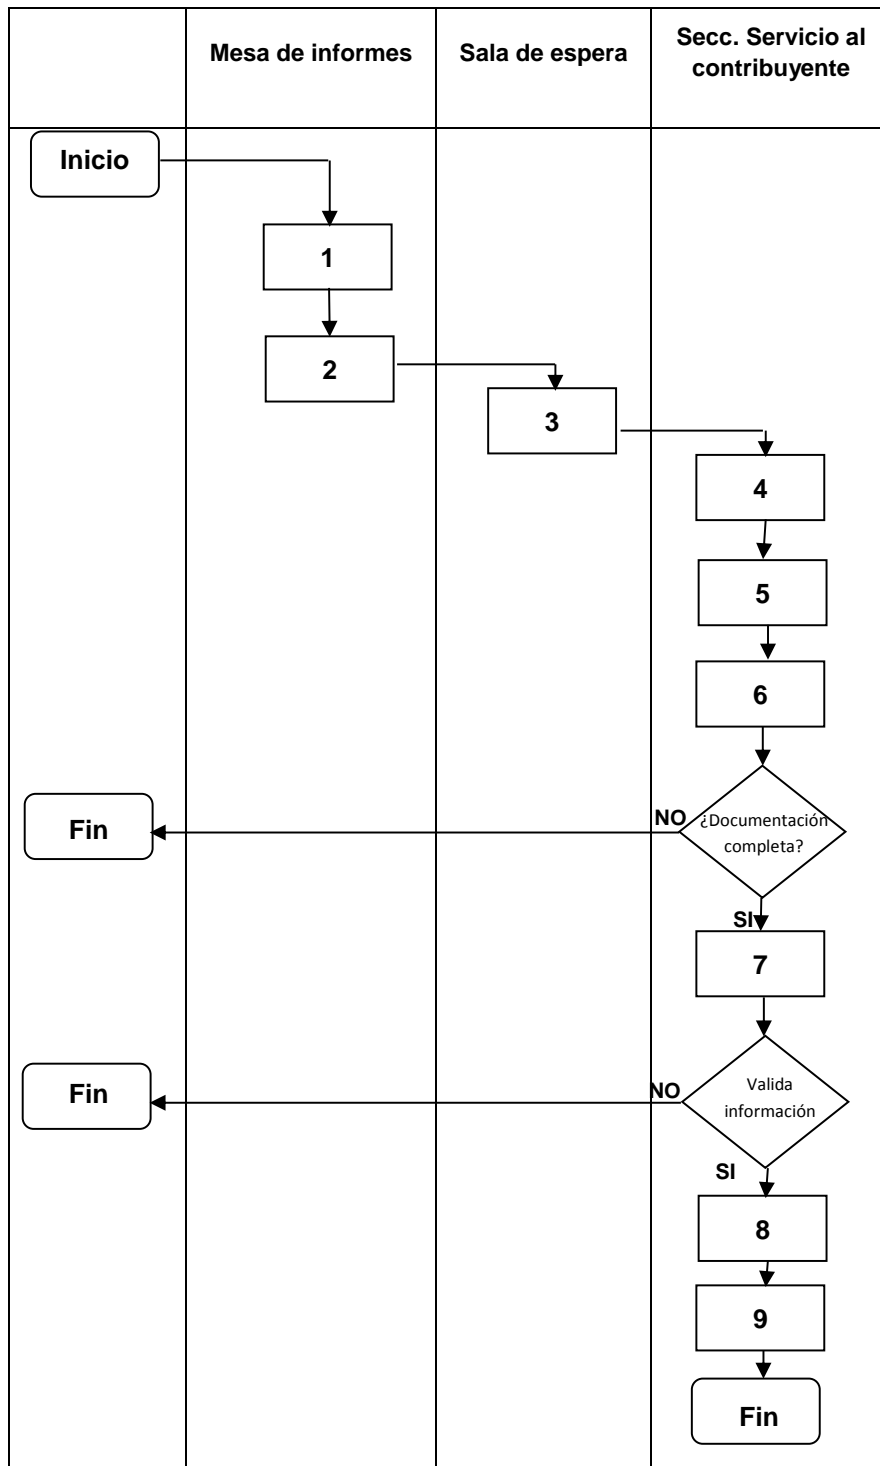 Mesa de informes
Sala de espera
Secc. Servicio al
contribuyente
Inicio
1
2
3
4
5
6
¿Documentación
completa?
NO
Fin
SI
7
Valida
información
NO
Fin
SI
8
9
Fin